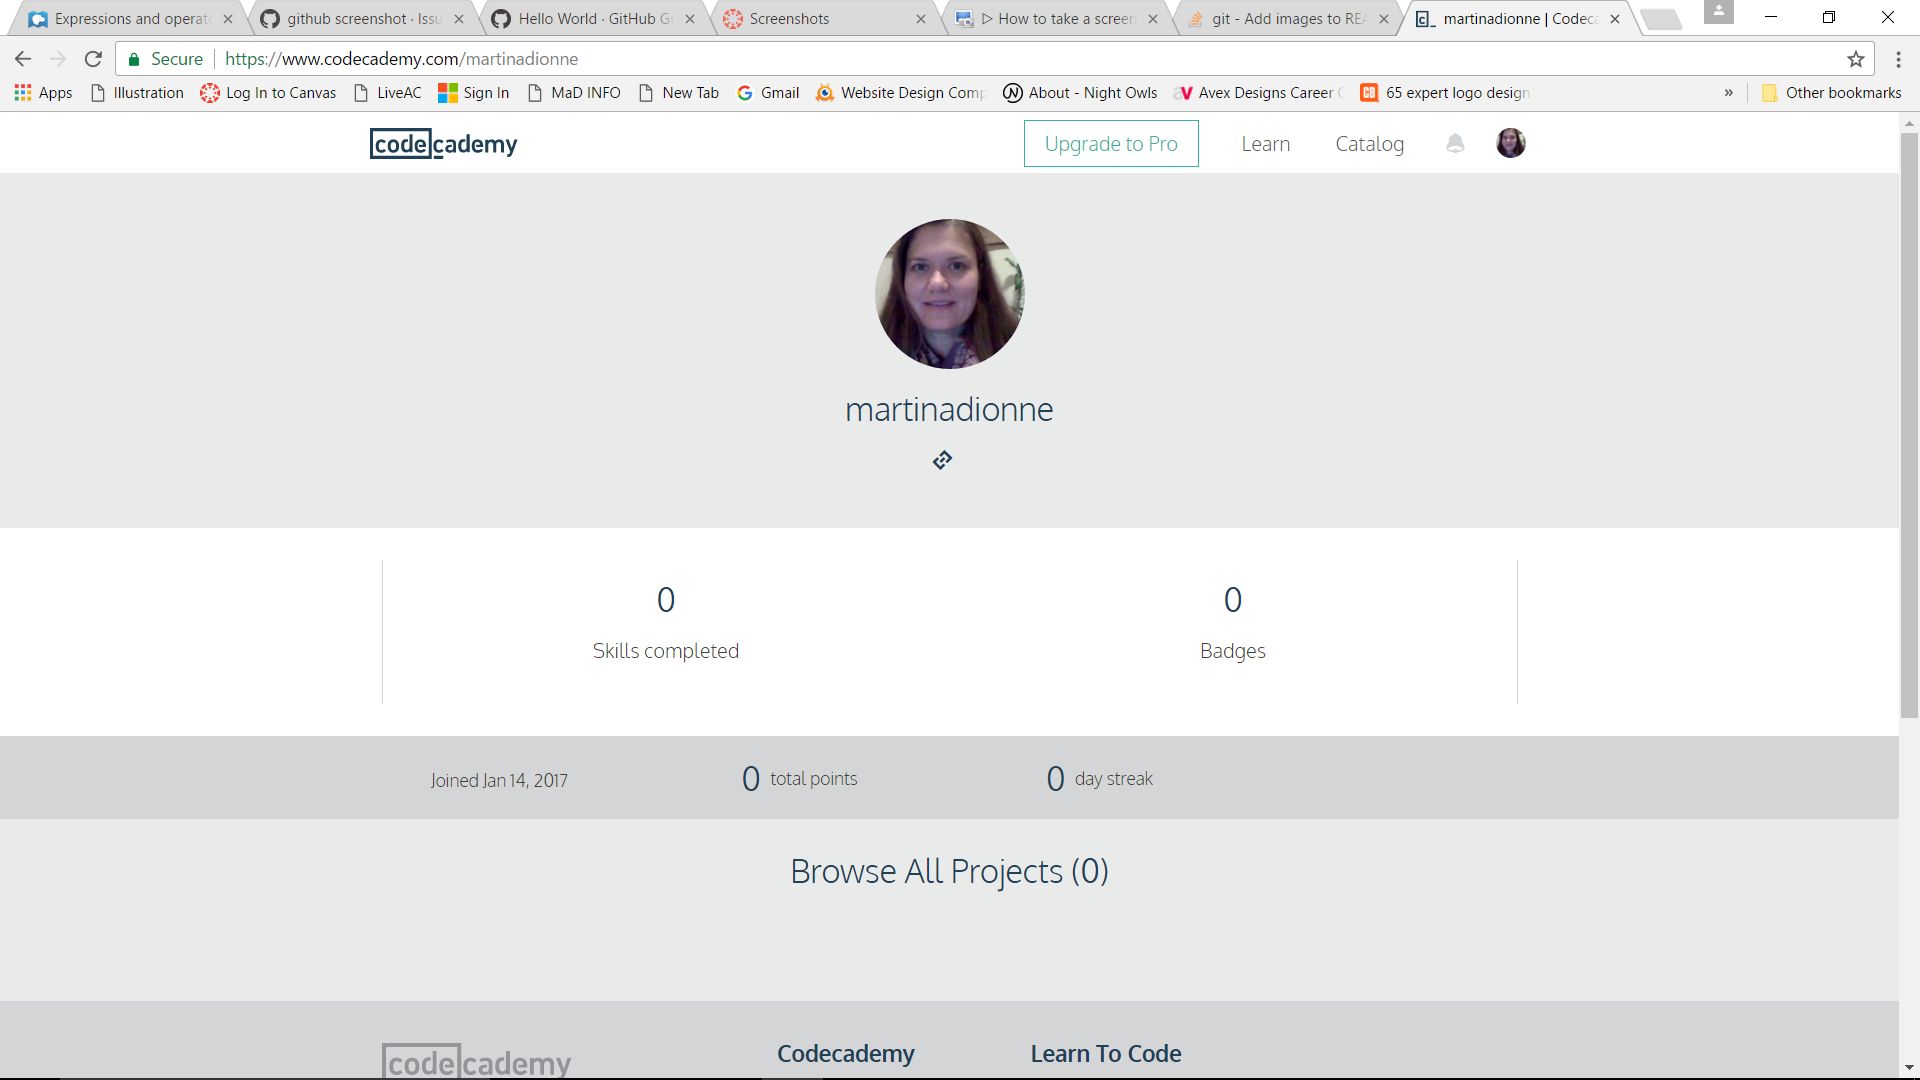 Expressions and operat
github screenshot · Issu
Hello World · GitHub G
Screenshots
▷ How to take a screen
git - Add images to REA
martinadionne | Codeca
Secure https://www.codecademy.com/martinadionne
Apps Illustration Log In to Canvas LiveAC Sign In MaD INFO New Tab Gmail Website Design Comp About - Night Owls Avex Designs Career 65 expert logo design » Other bookmarks
codecademy Upgrade to Pro Learn Catalog
martinadionne
0 0
Skills completed Badges
Joined Jan 14, 2017 0 total points 0 day streak
Browse All Projects (0)
codecademy Codecademy Learn To Code